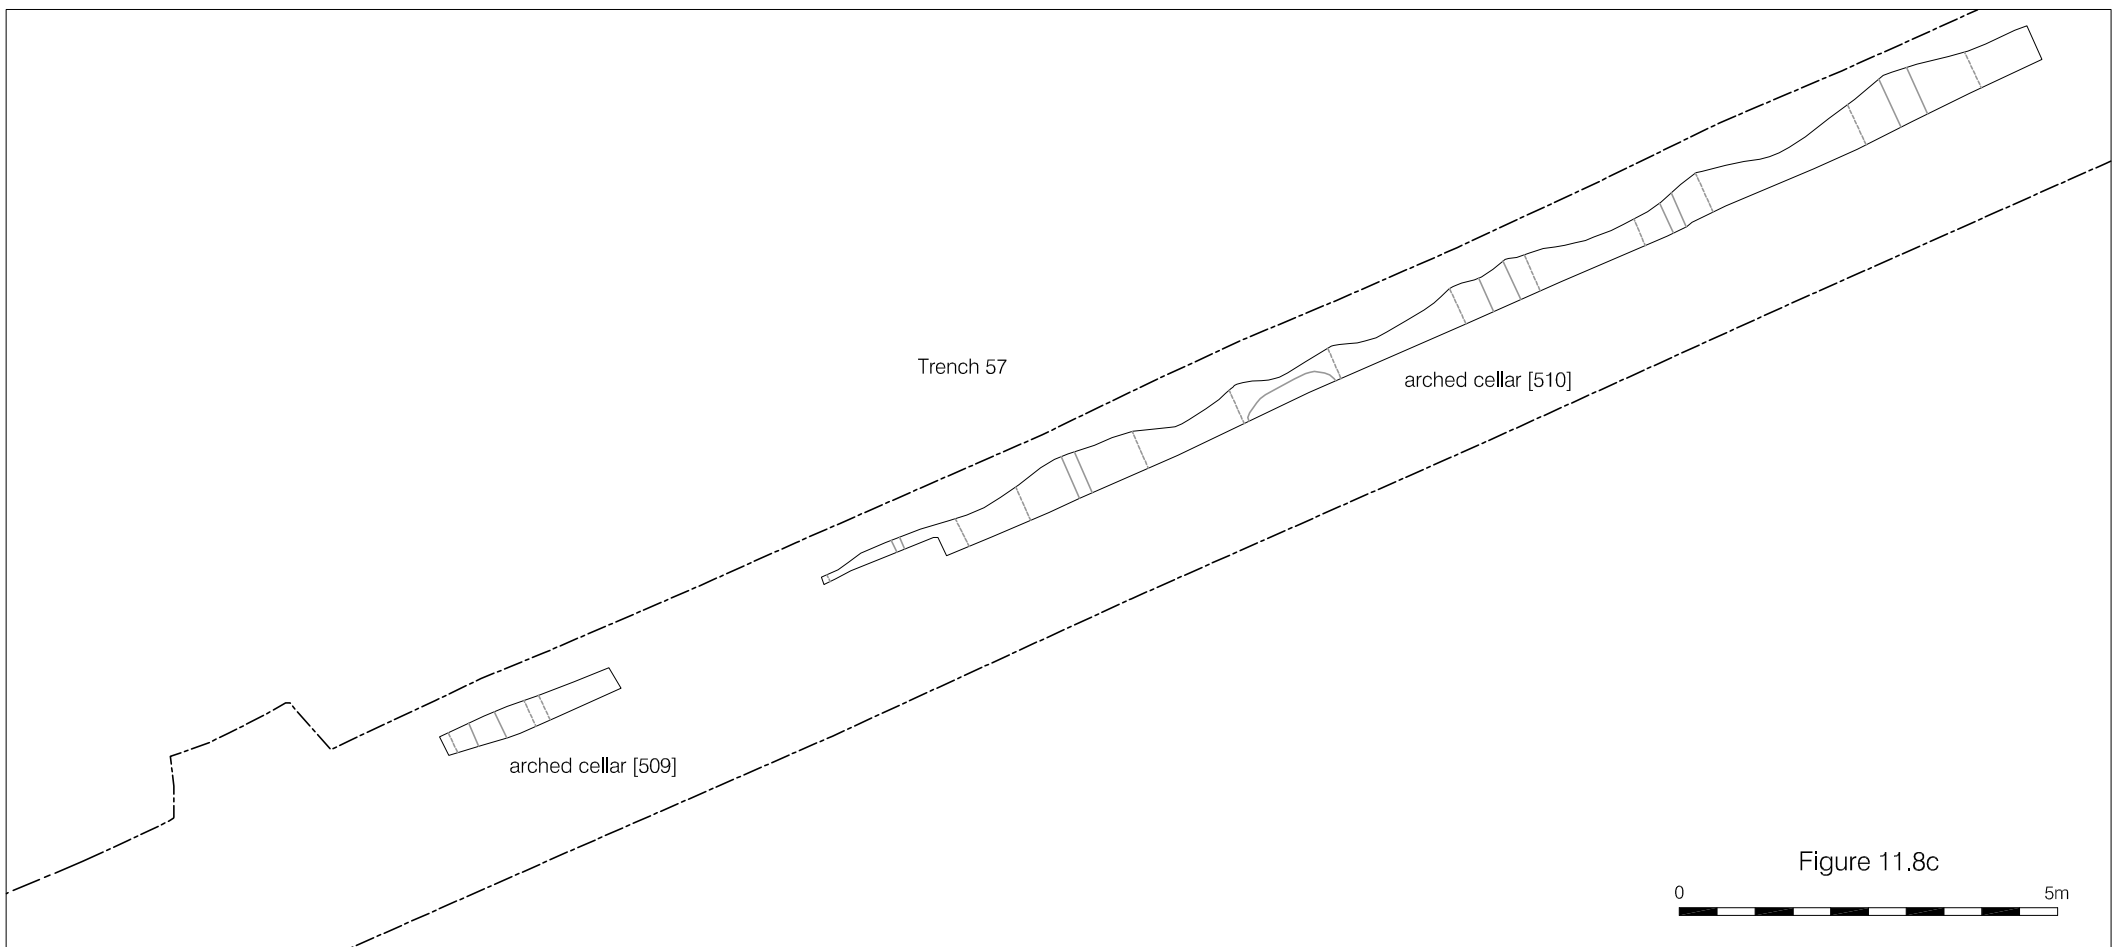 Trench 57
arched cellar [510]
arched cellar [509]
Figure 11.8c
0 5m